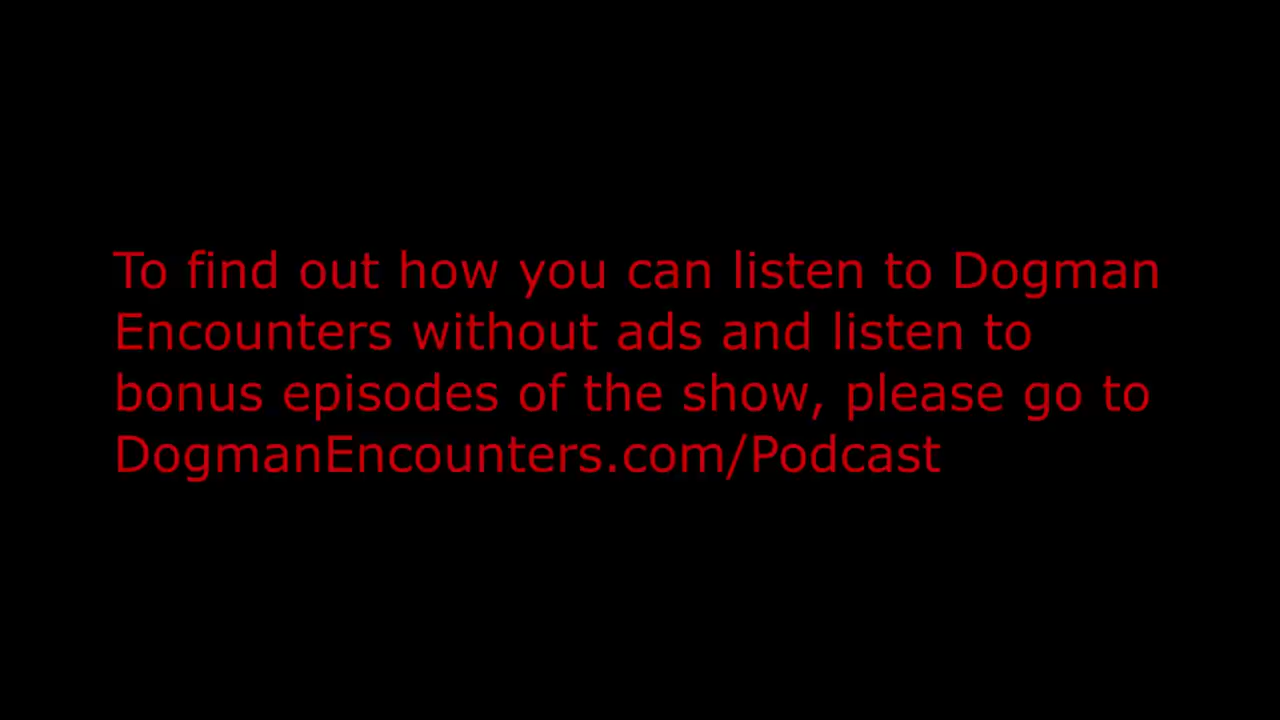 To find out how you can listen to Dogman
Encounters without ads and listen to
bonus episodes of the show, please go to
DogmanEncounters.com/Podcast